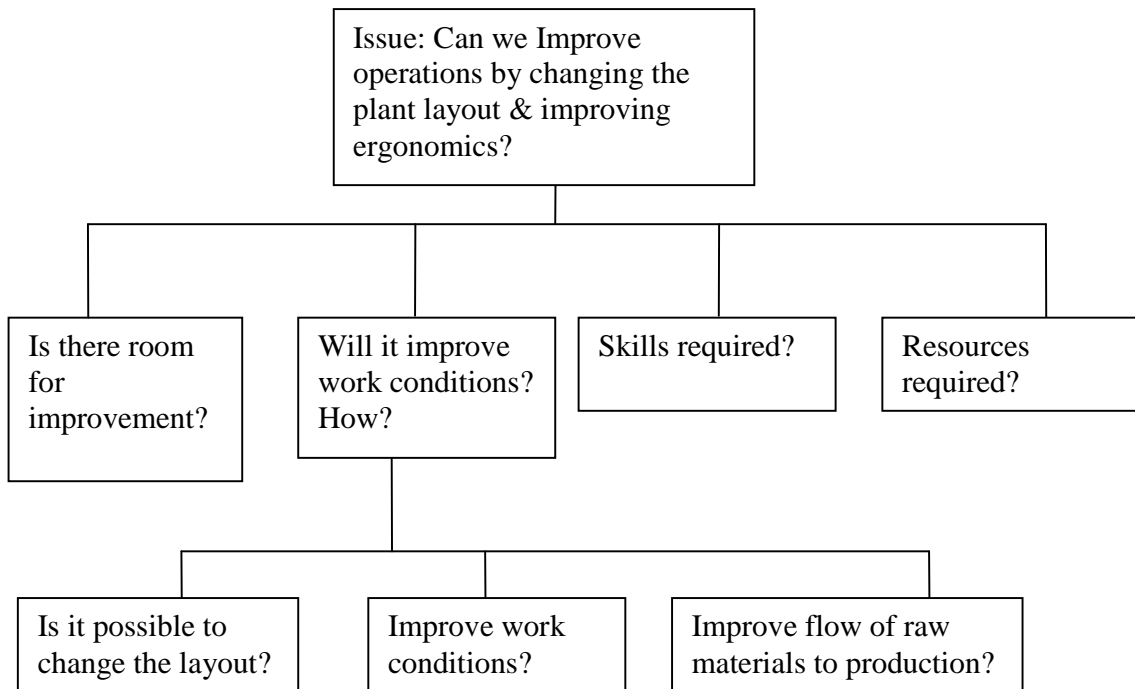 Issue: Can we Improve
operations by changing the
plant layout & improving
ergonomics?
Is there room
for
improvement?
Will it improve
work conditions?
How?
Skills required?
Resources
required?
Is it possible to
change the layout?
Improve work
conditions?
Improve flow of raw
materials to production?